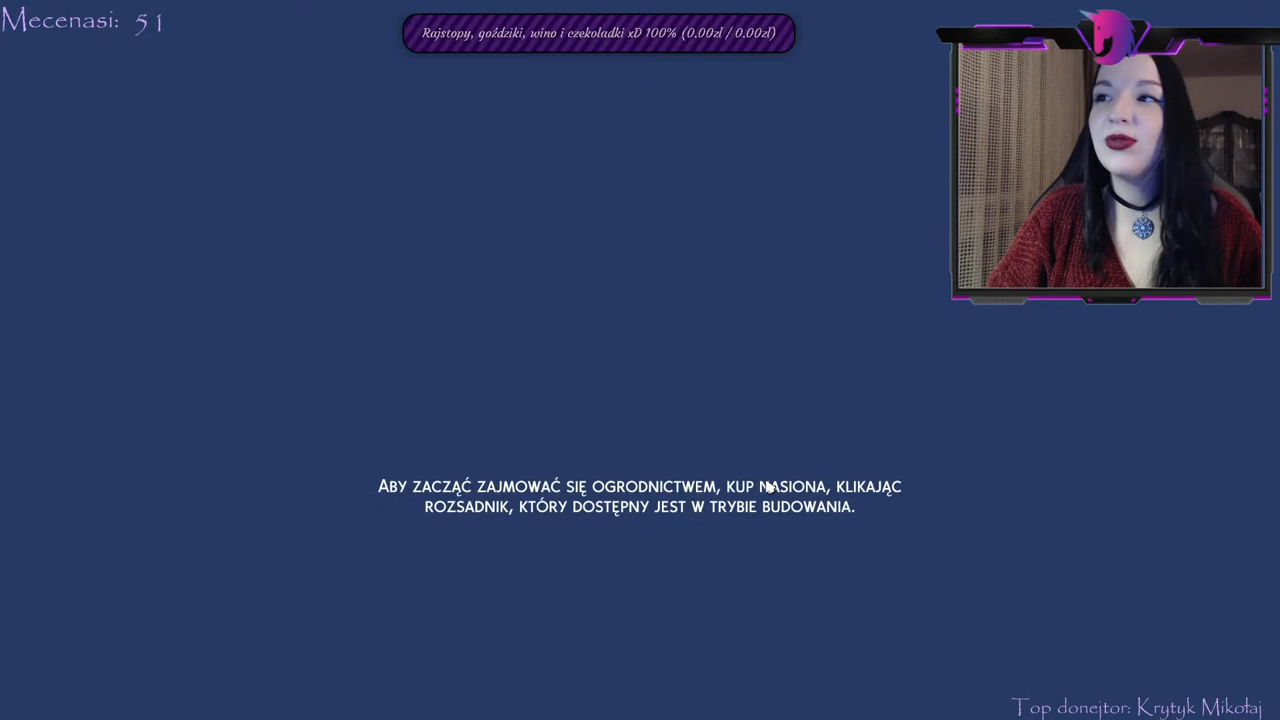 Mecenasi: 51
Rajstopy, goździki, wino i czekoladki xD 100% (0.00zł / 0.00zł)
ABY ZACZĄĆ ZAJMOWAĆ SIĘ OGRODNICTWEM, KUP NASIONA, KLIKAJĄC
ROZSADNIK, KTÓRY DOSTĘPNY JEST W TRYBIE BUDOWANIA.
Top donejtor: Krytyk Mikołaj